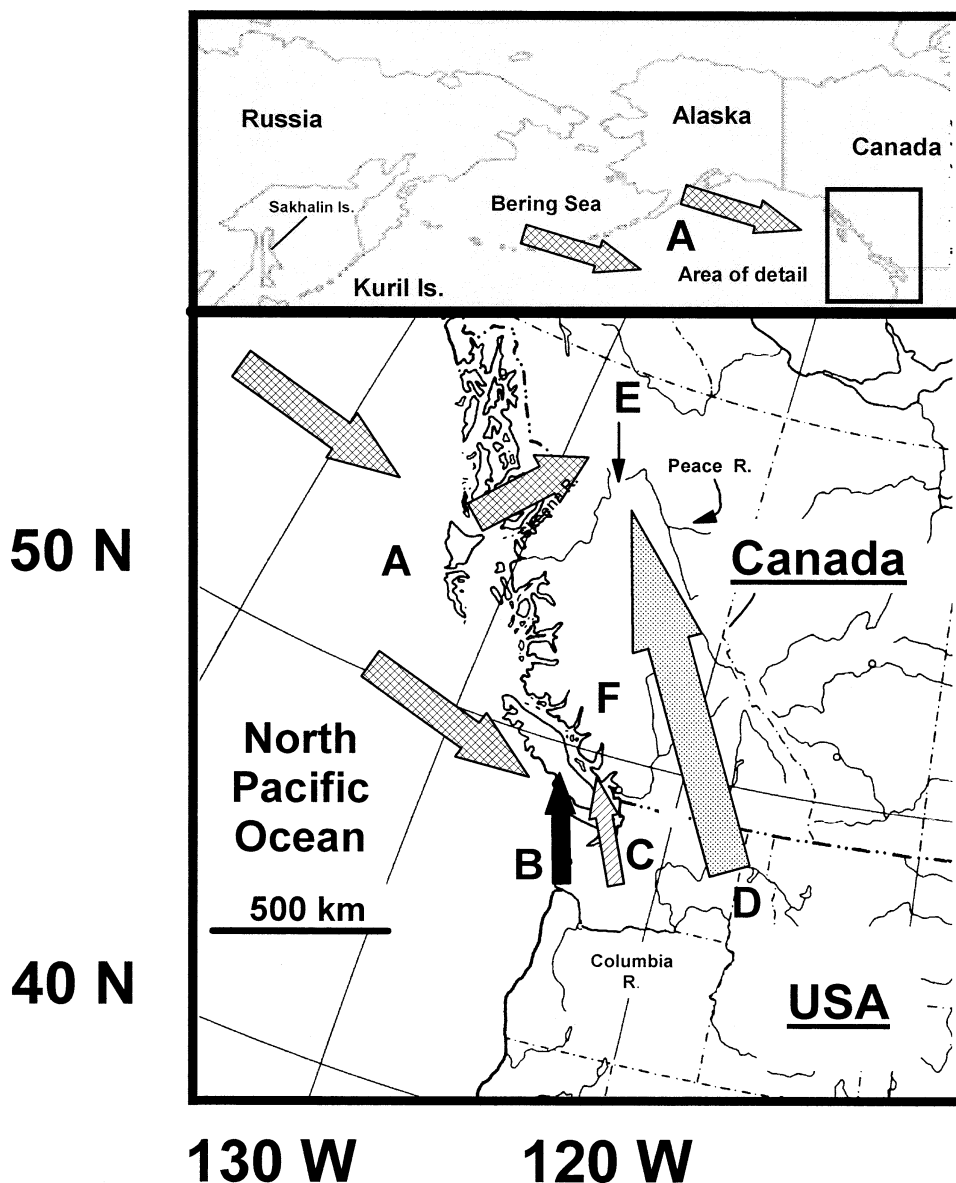 Russia
Alaska
Canada
Sakhalin Is.
Bering Sea
A
Area of detail
Kuril Is.
E
Peace R.
50 N
A
Canada
F
North
Pacific
Ocean
B
C
500 km
D
Columbia
R.
40 N
USA
130 W
120 W